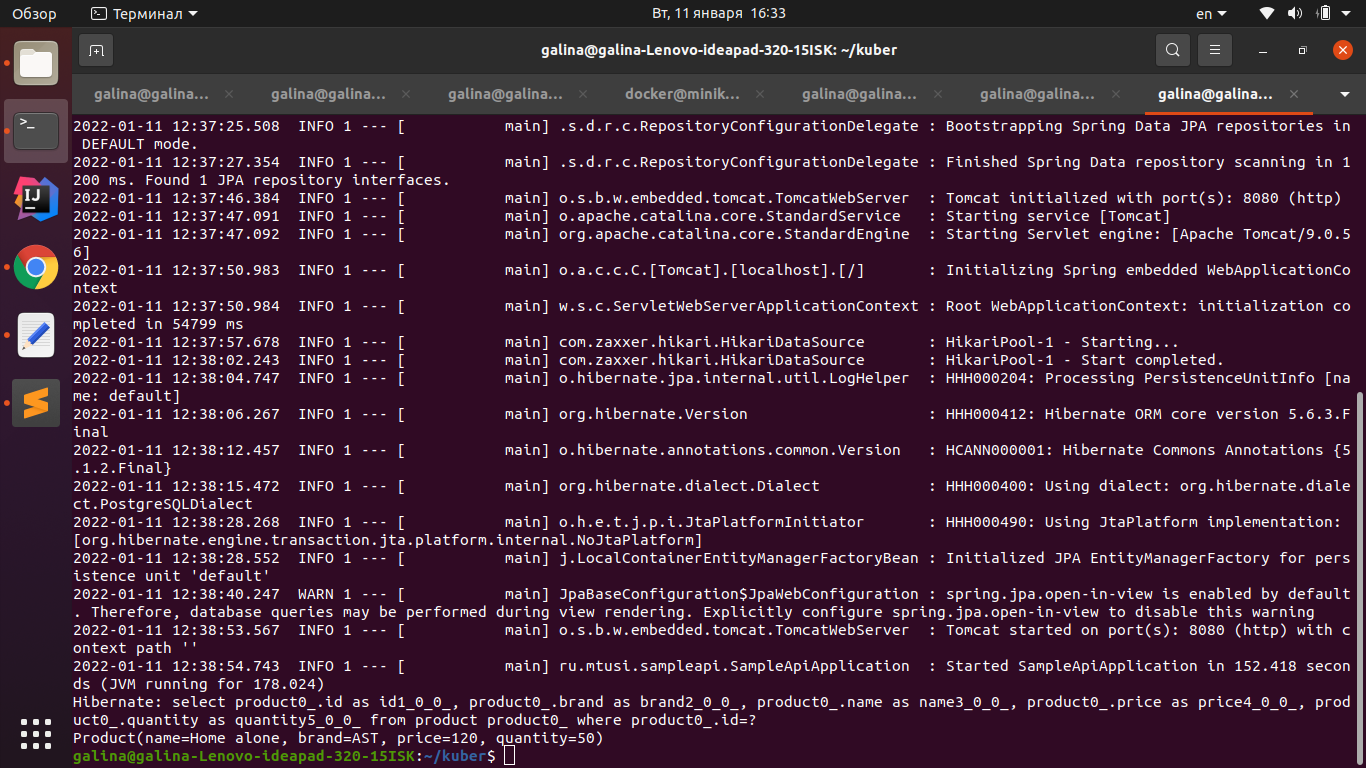 Обзор
Терминал
Вт, 11 января 16:33
en
galina@galina-Lenovo-ideapad-320-15ISK: ~/kuber
galina@galina...
galina@galina...
galina@galina...
docker@minik...
galina@galina...
galina@galina...
galina@galina...
2022-01-11 12:37:25.508  INFO 1 --- [           main] .s.d.r.c.RepositoryConfigurationDelegate : Bootstrapping Spring Data JPA repositories in
 DEFAULT mode.
2022-01-11 12:37:27.354  INFO 1 --- [           main] .s.d.r.c.RepositoryConfigurationDelegate : Finished Spring Data repository scanning in 1
200 ms. Found 1 JPA repository interfaces.
2022-01-11 12:37:46.384  INFO 1 --- [           main] o.s.b.w.embedded.tomcat.TomcatWebServer  : Tomcat initialized with port(s): 8080 (http)
2022-01-11 12:37:47.091  INFO 1 --- [           main] o.apache.catalina.core.StandardService   : Starting service [Tomcat]
2022-01-11 12:37:47.092  INFO 1 --- [           main] org.apache.catalina.core.StandardEngine  : Starting Servlet engine: [Apache Tomcat/9.0.5
6]
2022-01-11 12:37:50.983  INFO 1 --- [           main] o.a.c.c.C.[Tomcat].[localhost].[/]       : Initializing Spring embedded WebApplicationCo
ntext
2022-01-11 12:37:50.984  INFO 1 --- [           main] w.s.c.ServletWebServerApplicationContext : Root WebApplicationContext: initialization co
mpleted in 54799 ms
2022-01-11 12:37:57.678  INFO 1 --- [           main] com.zaxxer.hikari.HikariDataSource       : HikariPool-1 - Starting...
2022-01-11 12:38:02.243  INFO 1 --- [           main] com.zaxxer.hikari.HikariDataSource       : HikariPool-1 - Start completed.
2022-01-11 12:38:04.747  INFO 1 --- [           main] o.hibernate.jpa.internal.util.LogHelper  : HHH000204: Processing PersistenceUnitInfo [na
me: default]
2022-01-11 12:38:06.267  INFO 1 --- [           main] org.hibernate.Version                    : HHH000412: Hibernate ORM core version 5.6.3.F
inal
2022-01-11 12:38:12.457  INFO 1 --- [           main] o.hibernate.annotations.common.Version   : HCANN000001: Hibernate Commons Annotations {5
.1.2.Final}
2022-01-11 12:38:15.472  INFO 1 --- [           main] org.hibernate.dialect.Dialect            : HHH000400: Using dialect: org.hibernate.diale
ct.PostgreSQLDialect
2022-01-11 12:38:28.268  INFO 1 --- [           main] o.h.e.t.j.p.i.JtaPlatformInitiator       : HHH000490: Using JtaPlatform implementation:
[org.hibernate.engine.transaction.jta.platform.internal.NoJtaPlatform]
2022-01-11 12:38:28.552  INFO 1 --- [           main] j.LocalContainerEntityManagerFactoryBean : Initialized JPA EntityManagerFactory for pers
istence unit 'default'
2022-01-11 12:38:40.247  WARN 1 --- [           main] JpaBaseConfiguration$JpaWebConfiguration : spring.jpa.open-in-view is enabled by default
. Therefore, database queries may be performed during view rendering. Explicitly configure spring.jpa.open-in-view to disable this warning
2022-01-11 12:38:53.567  INFO 1 --- [           main] o.s.b.w.embedded.tomcat.TomcatWebServer  : Tomcat started on port(s): 8080 (http) with c
ontext path ''
2022-01-11 12:38:54.743  INFO 1 --- [           main] ru.mtusi.sampleapi.SampleApiApplication  : Started SampleApiApplication in 152.418 secon
ds (JVM running for 178.024)
Hibernate: select product0_.id as id1_0_0_, product0_.brand as brand2_0_0_, product0_.name as name3_0_0_, product0_.price as price4_0_0_, prod
uct0_.quantity as quantity5_0_0_ from product product0_ where product0_.id=?
Product(name=Home alone, brand=AST, price=120, quantity=50)
galina@galina-Lenovo-ideapad-320-15ISK:~/kuber$